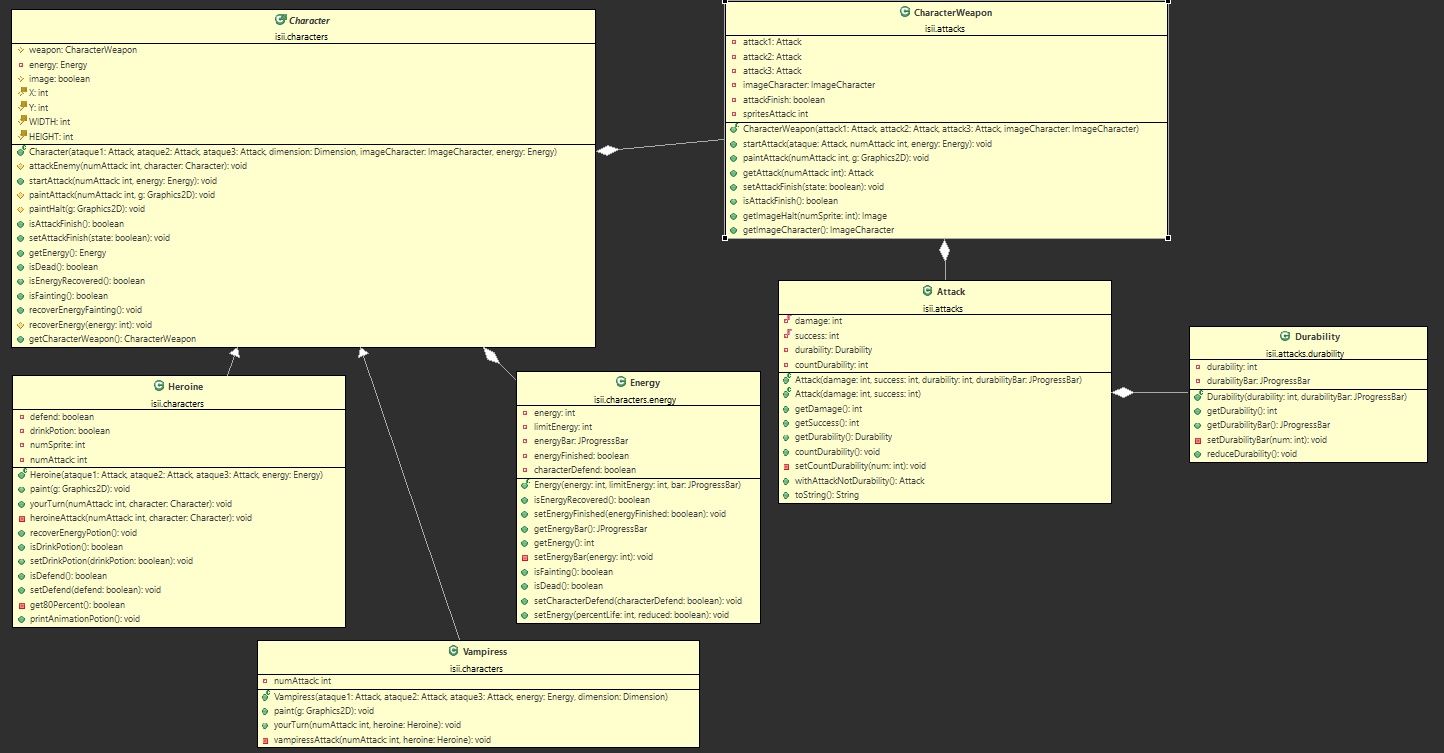 Character
isii.characters
weapon: CharacterWeapon
energy: Energy
image: boolean
X: int
Y: int
WIDTH: int
HEIGHT: int
Character(ataque1: Attack, ataque2: Attack, ataque3: Attack, dimension: Dimension, imageCharacter: ImageCharacter, energy: Energy)
attackEnemy(numAttack: int, character: Character): void
startAttack(numAttack: int, energy: Energy): void
paintAttack(numAttack: int, g: Graphics2D): void
paintHalt(g: Graphics2D): void
isAttackFinish(): boolean
setAttackFinish(state: boolean): void
getEnergy(): Energy
isDead(): boolean
isEnergyRecovered(): boolean
isFainting(): boolean
recoverEnergyFainting(): void
recoverEnergy(energy: int): void
getCharacterWeapon(): CharacterWeapon
CharacterWeapon
isii.attacks
attack1: Attack
attack2: Attack
attack3: Attack
imageCharacter: ImageCharacter
attackFinish: boolean
spritesAttack: int
CharacterWeapon(attack1: Attack, attack2: Attack, attack3: Attack, imageCharacter: ImageCharacter)
startAttack(ataque: Attack, numAttack: int, energy: Energy): void
paintAttack(numAttack: int, g: Graphics2D): void
getAttack(numAttack: int): Attack
setAttackFinish(state: boolean): void
isAttackFinish(): boolean
getImageHalt(numSprite: int): Image
getImageCharacter(): ImageCharacter
Attack
isii.attacks
damage: int
success: int
durability: Durability
countDurability: int
Attack(damage: int, success: int, durability: int, durabilityBar: JProgressBar)
Attack(damage: int, success: int)
getDamage(): int
getSuccess(): int
getDurability(): Durability
countDurability(): void
setCountDurability(num: int): void
withAttackNotDurability(): Attack
toString(): String
Durability
isii.attacks.durability
durability: int
durabilityBar: JProgressBar
Durability(durability: int, durabilityBar: JProgressBar)
getDurability(): int
getDurabilityBar(): JProgressBar
setDurabilityBar(num: int): void
reduceDurability(): void
Heroine
isii.characters
defend: boolean
drinkPotion: boolean
numSprite: int
numAttack: int
Heroine(ataque1: Attack, ataque2: Attack, ataque3: Attack, energy: Energy)
paint(g: Graphics2D): void
yourTurn(numAttack: int, character: Character): void
heroineAttack(numAttack: int, character: Character): void
recoverEnergyPotion(): void
isDrinkPotion(): boolean
setDrinkPotion(drinkPotion: boolean): void
isDefend(): boolean
setDefend(defend: boolean): void
get80Percent(): boolean
printAnimationPotion(): void
Energy
isii.characters.energy
energy: int
limitEnergy: int
energyBar: JProgressBar
energyFinished: boolean
characterDefend: boolean
Energy(energy: int, limitEnergy: int, bar: JProgressBar)
isEnergyRecovered(): boolean
setEnergyFinished(energyFinished: boolean): void
getEnergyBar(): JProgressBar
getEnergy(): int
setEnergyBar(energy: int): void
isFainting(): boolean
isDead(): boolean
setCharacterDefend(characterDefend: boolean): void
setEnergy(percentLife: int, reduced: boolean): void
Vampiress
isii.characters
numAttack: int
Vampiress(ataque1: Attack, ataque2: Attack, ataque3: Attack, energy: Energy, dimension: Dimension)
paint(g: Graphics2D): void
yourTurn(numAttack: int, heroine: Heroine): void
vampiressAttack(numAttack: int, heroine: Heroine): void